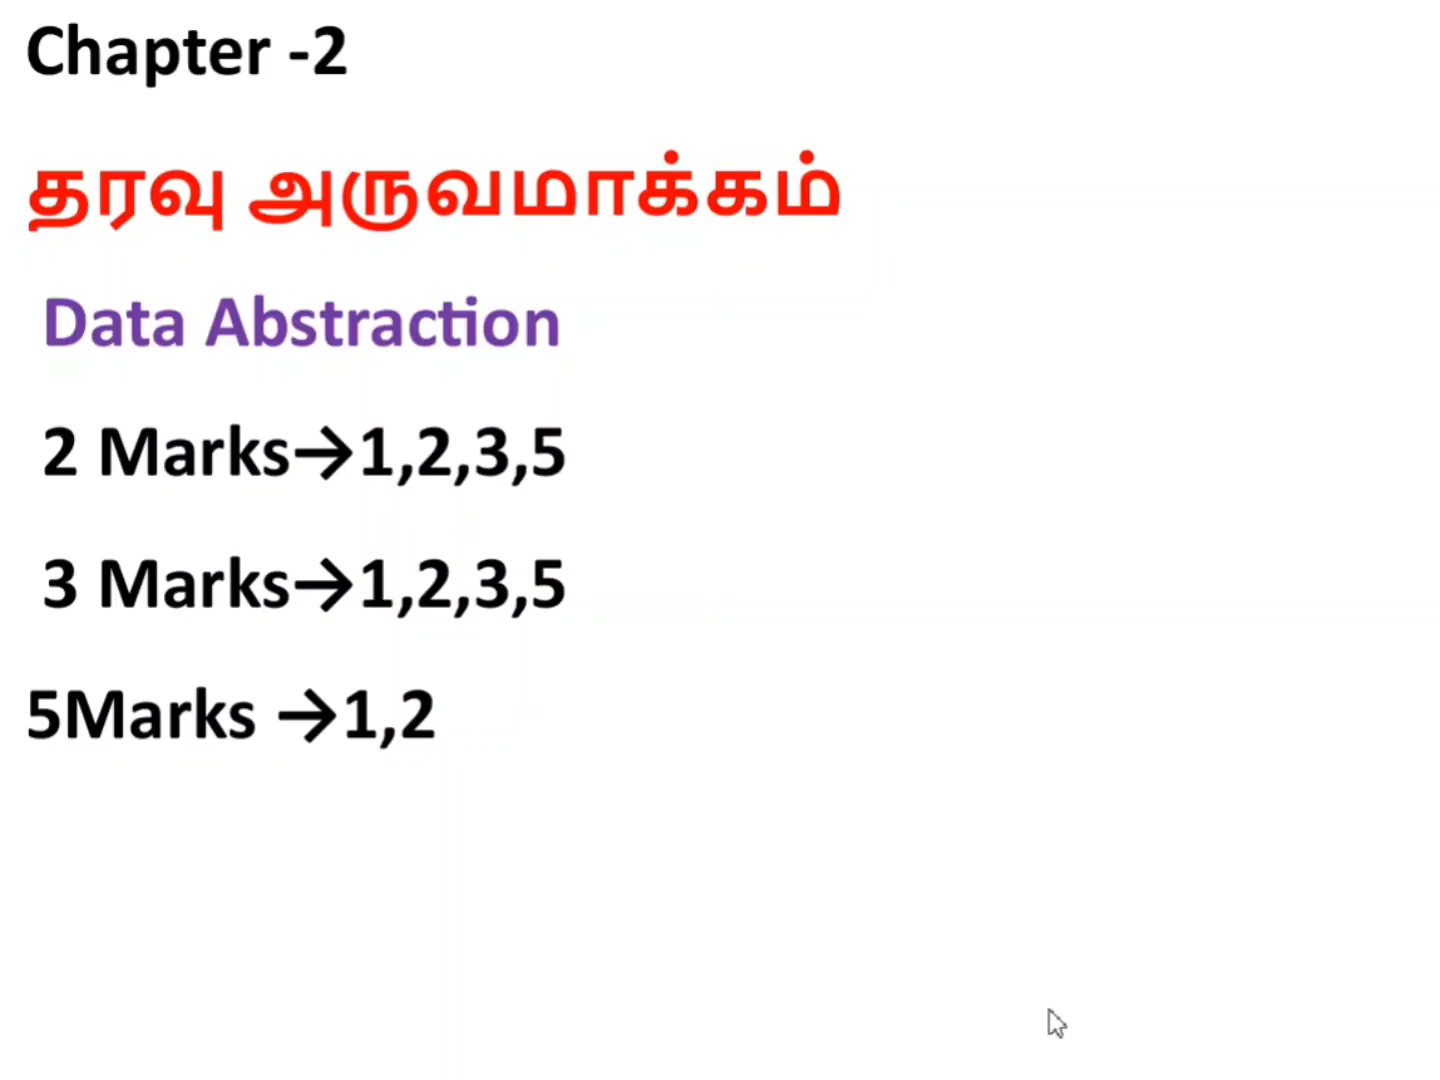 Chapter -2
தரவு அருவமாக்கம்
Data Abstraction
2 Marks→1,2,3,5
3 Marks→1,2,3,5
5Marks →1,2